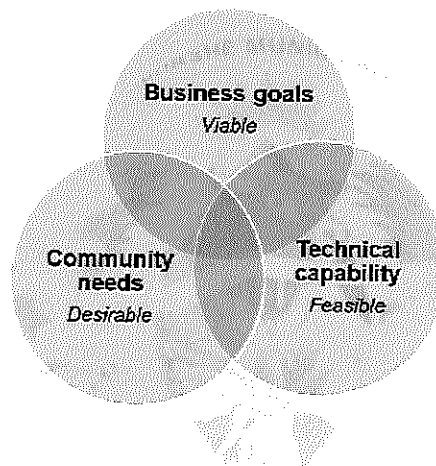 Business goals
Viable
Community
needs
Desirable
Technical
capability
Feasible